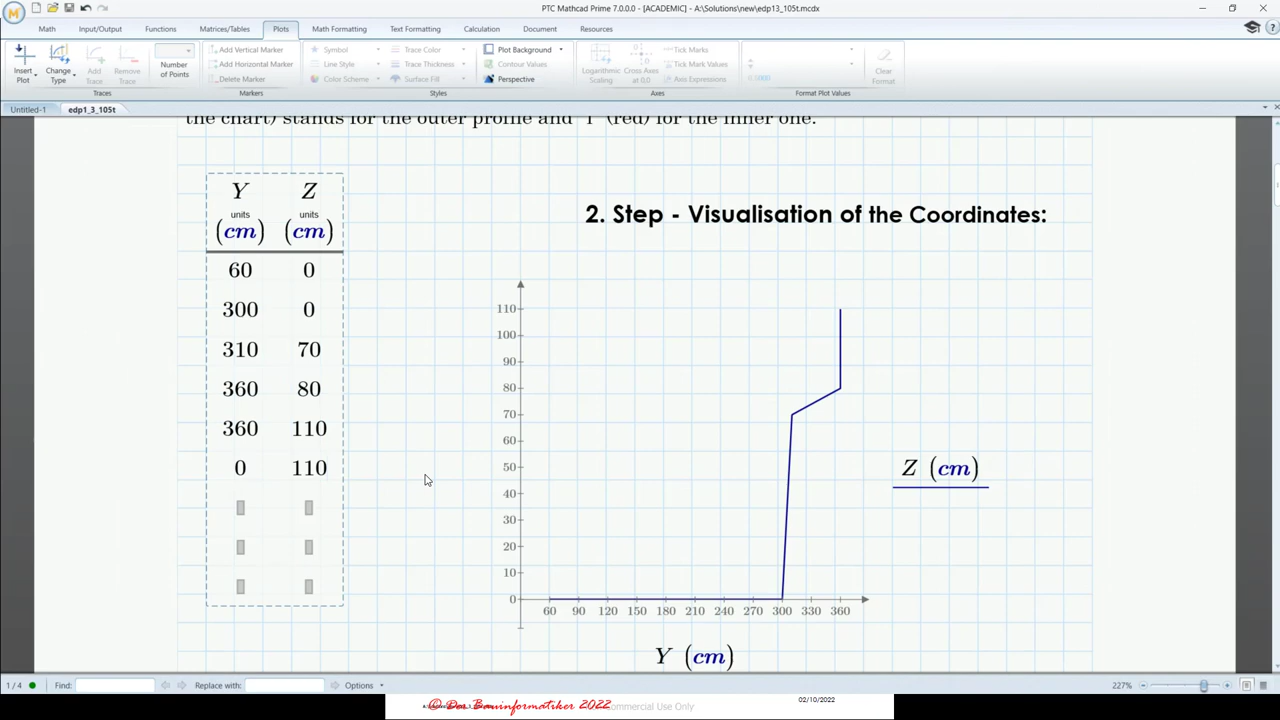 PTC Mathcad Prime 7.0.0.0 - [ACADEMIC] - A:\Solutions\new\edp13_105t.mcdx
Math Input/Output Functions Matrices/Tables Plots Math Formatting Text Formatting Calculation Document Resources
Insert Plot Change Type Add Trace Remove Trace Number of Points
Traces
Add Vertical Marker
Add Horizontal Marker
Delete Marker
Markers
Symbol Trace Color
Line Style Trace Thickness
Color Scheme Surface Fill
Plot Background
Contour Values
Perspective
Styles
Logarithmic Scaling Cross Axes at 0,0
Tick Marks
Tick Mark Values
Axis Expressions
Axes
Format Plot Values
Clear Format
Untitled-1 edp1_3_105t
the chart) stands for the outer profile and (red) for the inner one.
Y Z
units units
(cm) (cm)
60 0
300 0
310 70
360 80
360 110
0 110
2. Step - Visualisation of the Coordinates:
110
100
90
80
70
60
50
40
30
20
10
0
60 90 120 150 180 210 240 270 300 330 360
Z (cm)
Y (cm)
1 / 4 Find: Replace with: Options 227%
© Der Bauinformatiker 2022 Commercial Use Only 02/10/2022